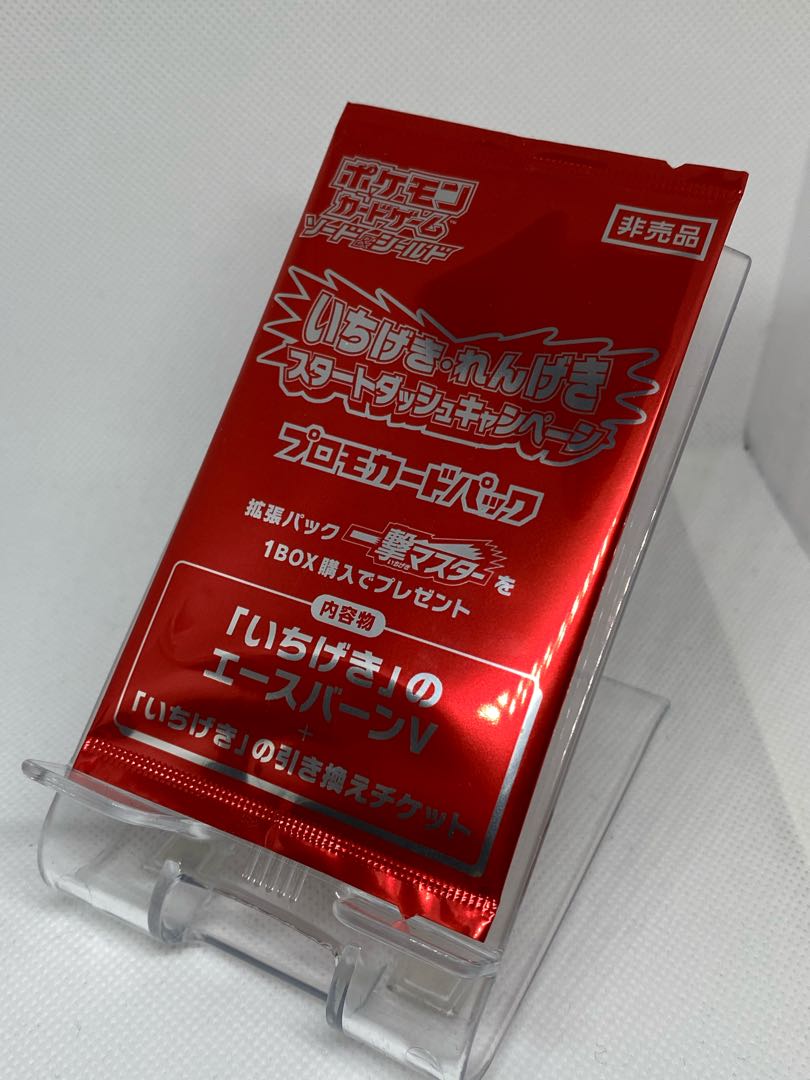 ポケモン
カードゲーム
ソード&シールド
非売品
いちげき・れんげき
スタートダッシュキャンペーン
プロモカードパック
拡張パック 一撃マスターを
いちげき
1BOX購入でプレゼント
内容物
「いちげき」の
エースバーンV
+
「いちげき」の引き換えチケット